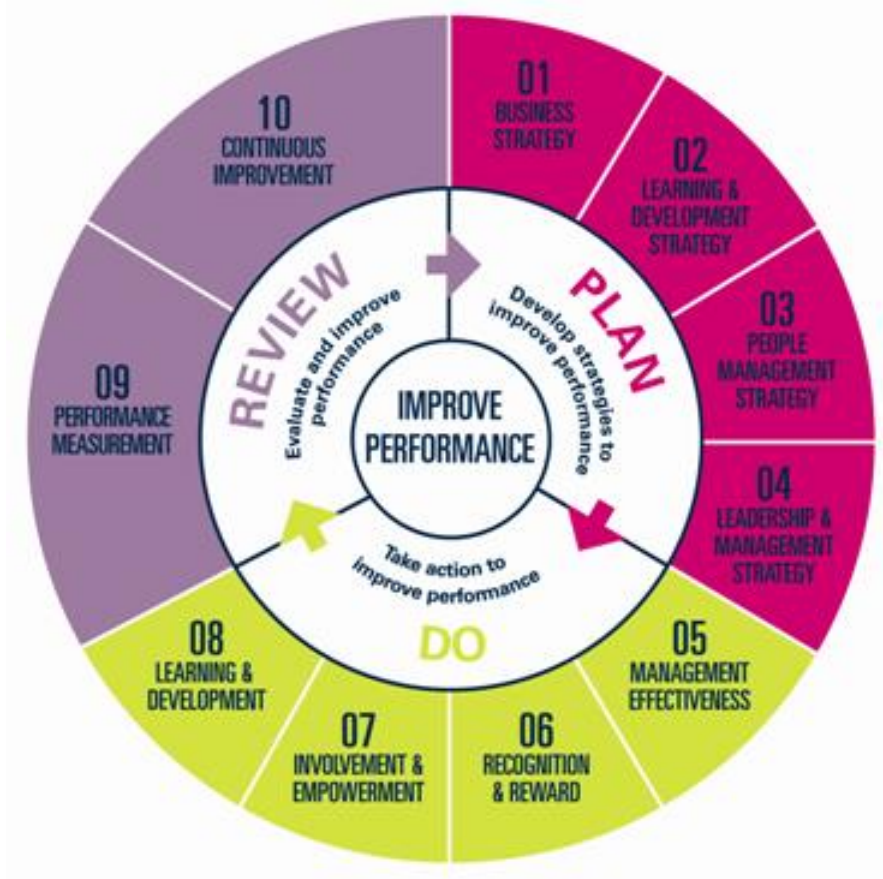 01
BUSINESS
STRATEGY
02
LEARNING &
DEVELOPMENT
STRATEGY
03
PEOPLE
MANAGEMENT
STRATEGY
04
LEADERSHIP &
MANAGEMENT
STRATEGY
05
MANAGEMENT
EFFECTIVENESS
06
RECOGNITION
& REWARD
07
INVOLVEMENT &
EMPOWERMENT
08
LEARNING &
DEVELOPMENT
09
PERFORMANCE
MEASUREMENT
10
CONTINUOUS
IMPROVEMENT
PLAN
Develop strategies to
improve performance
DO
Take action to
improve performance
REVIEW
Evaluate and improve
performance
IMPROVE
PERFORMANCE